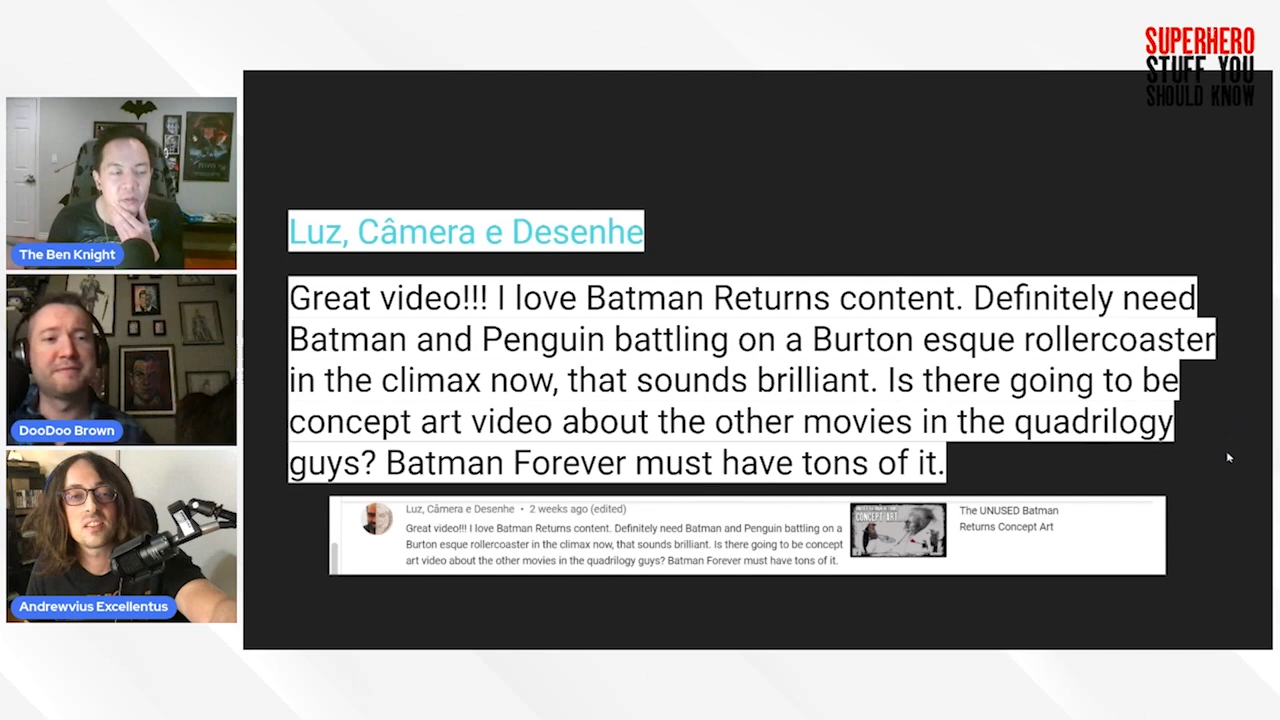 SUPERHERO
STUFF YOU
SHOULD KNOW
The Ben Knight
DooDoo Brown
Andrewvius Excellentus
Luz, Câmera e Desenhe
Great video!!! I love Batman Returns content. Definitely need
Batman and Penguin battling on a Burton esque rollercoaster
in the climax now, that sounds brilliant. Is there going to be
concept art video about the other movies in the quadrilogy
guys? Batman Forever must have tons of it.
Luz, Câmera e Desenhe • 2 weeks ago (edited)
Great video!!! I love Batman Returns content. Definitely need Batman and Penguin battling on a
Burton esque rollercoaster in the climax now, that sounds brilliant. Is there going to be concept
art video about the other movies in the quadrilogy guys? Batman Forever must have tons of it.
CONCEPT ART
The UNUSED Batman
Returns Concept Art